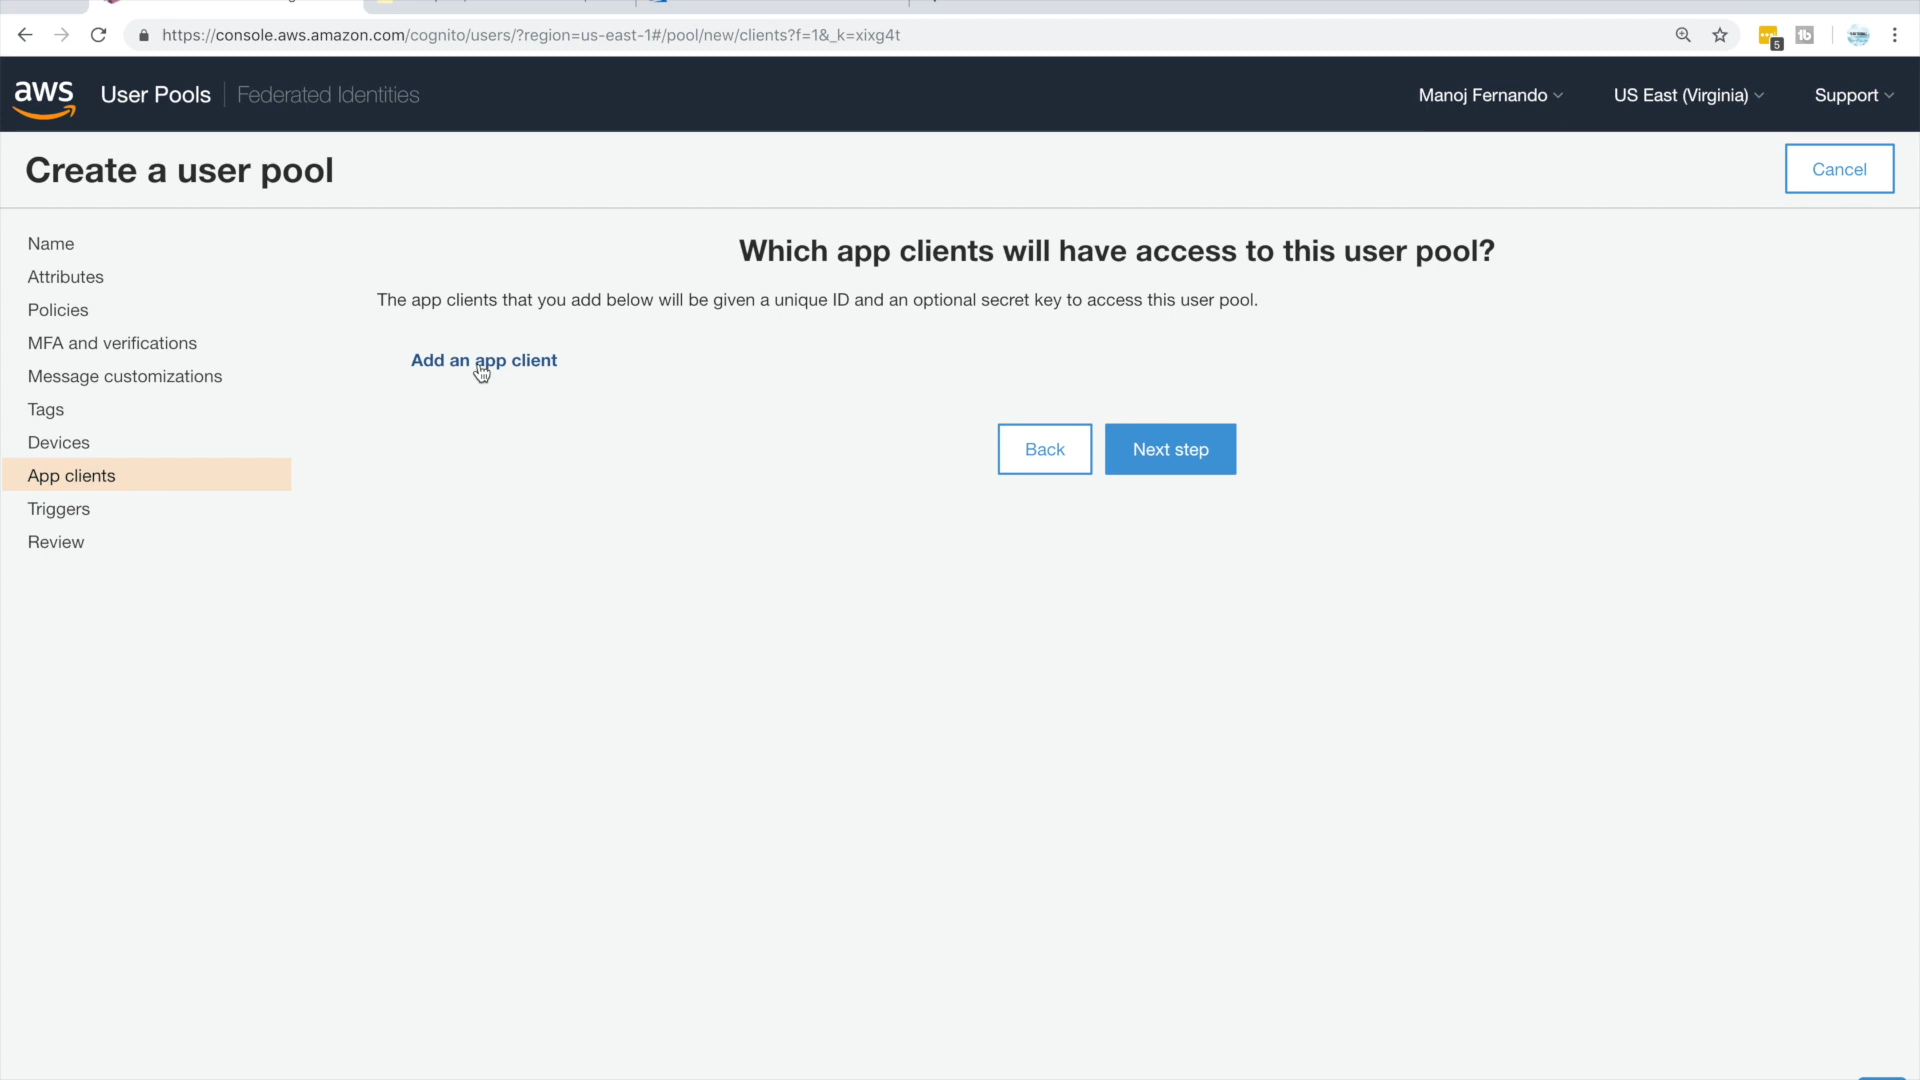 https://console.aws.amazon.com/cognito/users/?region=us-east-1#/pool/new/clients?f=1&_k=xixg4t
5
aws
User Pools
Federated Identities
Manoj Fernando
US East (Virginia)
Support
Create a user pool
Cancel
Name
Attributes
Policies
MFA and verifications
Message customizations
Tags
Devices
App clients
Triggers
Review
Which app clients will have access to this user pool?
The app clients that you add below will be given a unique ID and an optional secret key to access this user pool.
Add an app client
Back
Next step